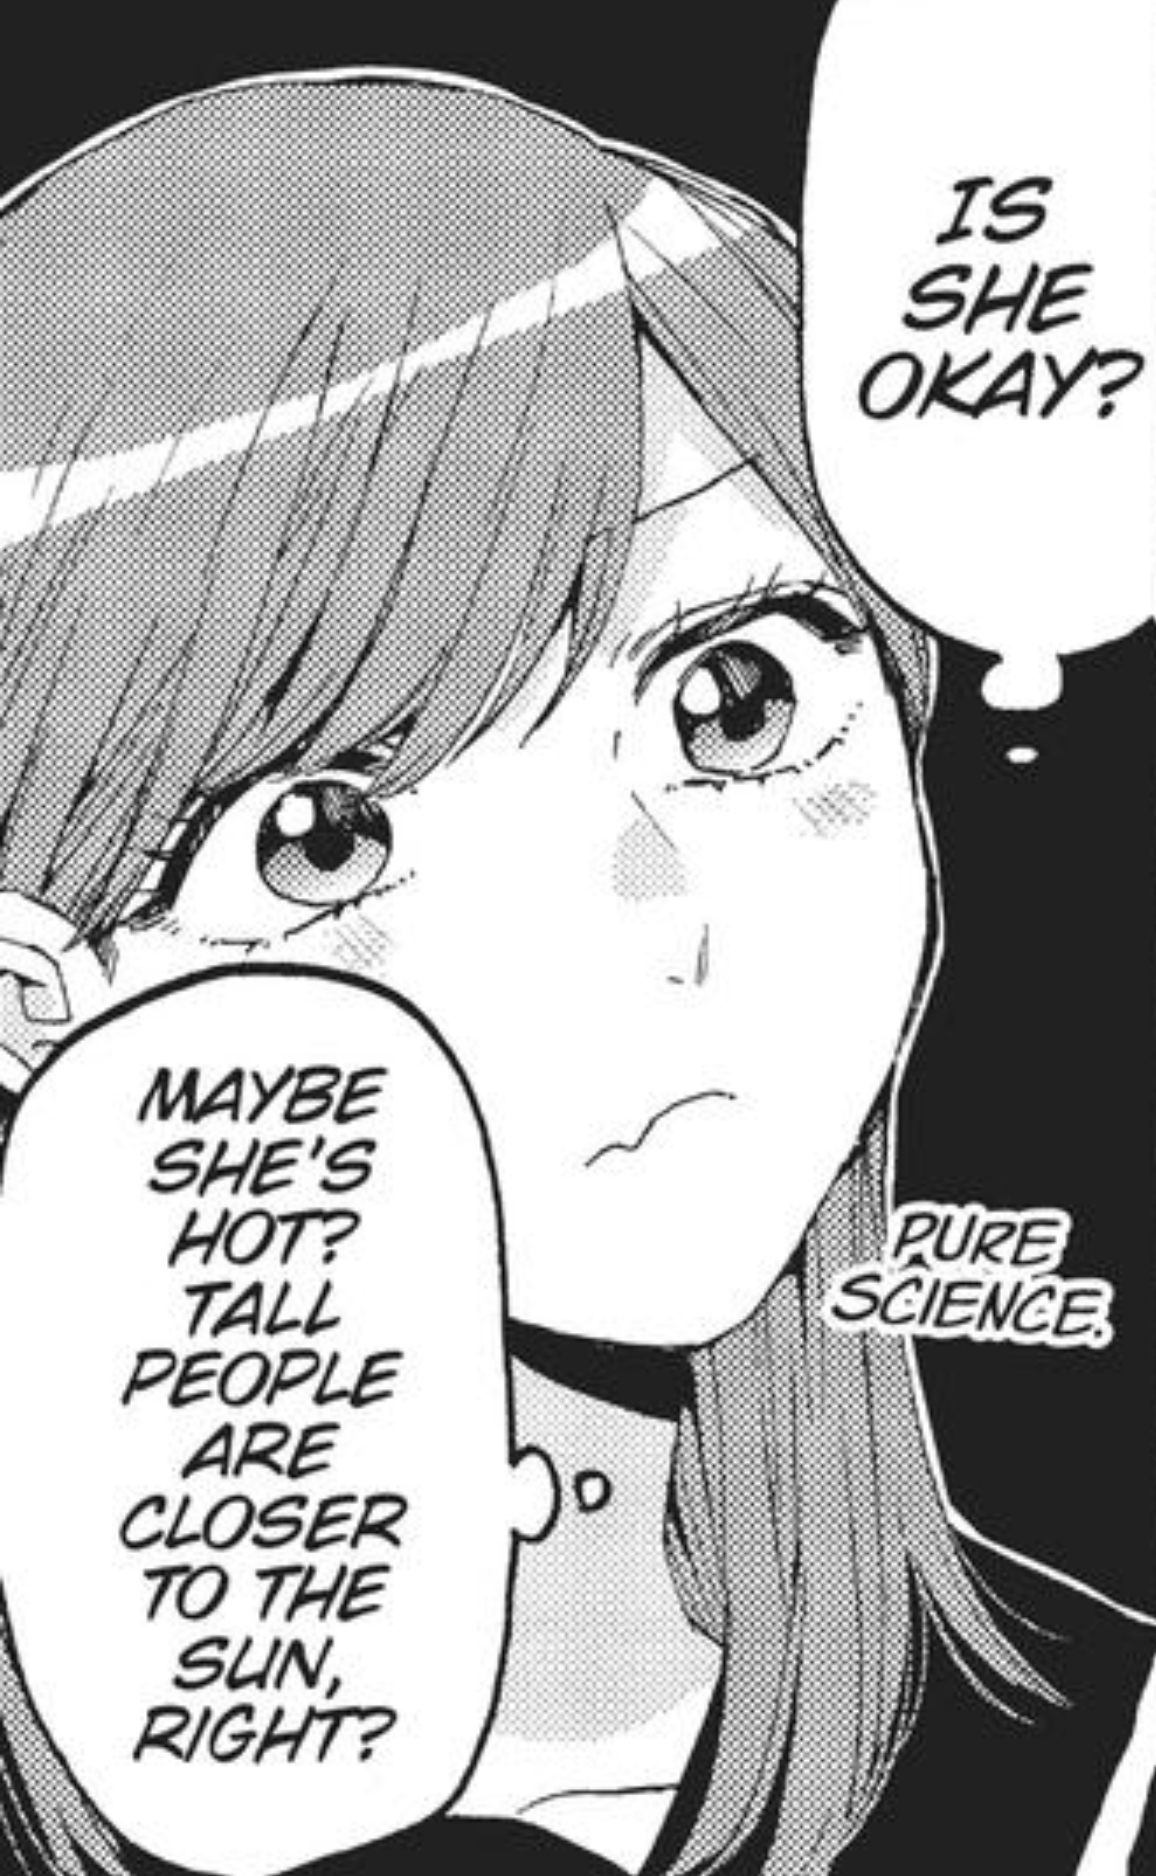 IS
SHE
OKAY?
MAYBE
SHE'S
HOT?
TALL
PEOPLE
ARE
CLOSER
TO THE
SUN,
RIGHT?
PURE
SCIENCE.